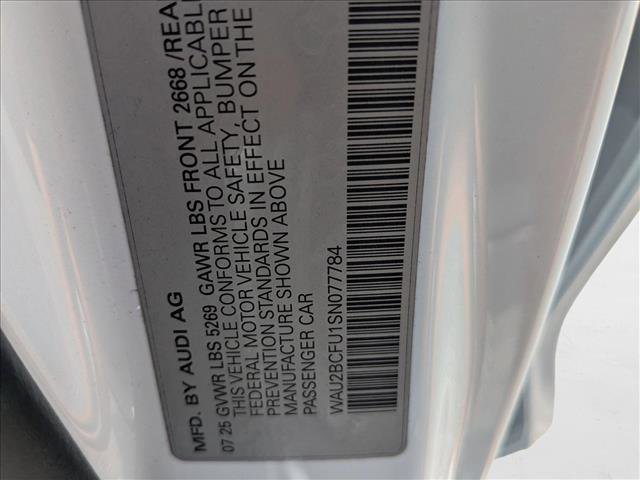 MFD. BY AUDI AG
07 25 GVWR LBS 5269 GAWR LBS FRONT 2668 /REA
THIS VEHICLE CONFORMS TO ALL APPLICABLE
FEDERAL MOTOR VEHICLE SAFETY, BUMPER
PREVENTION STANDARDS IN EFFECT ON THE
MANUFACTURE SHOWN ABOVE
PASSENGER CAR
WAU2BCFU1SN077784